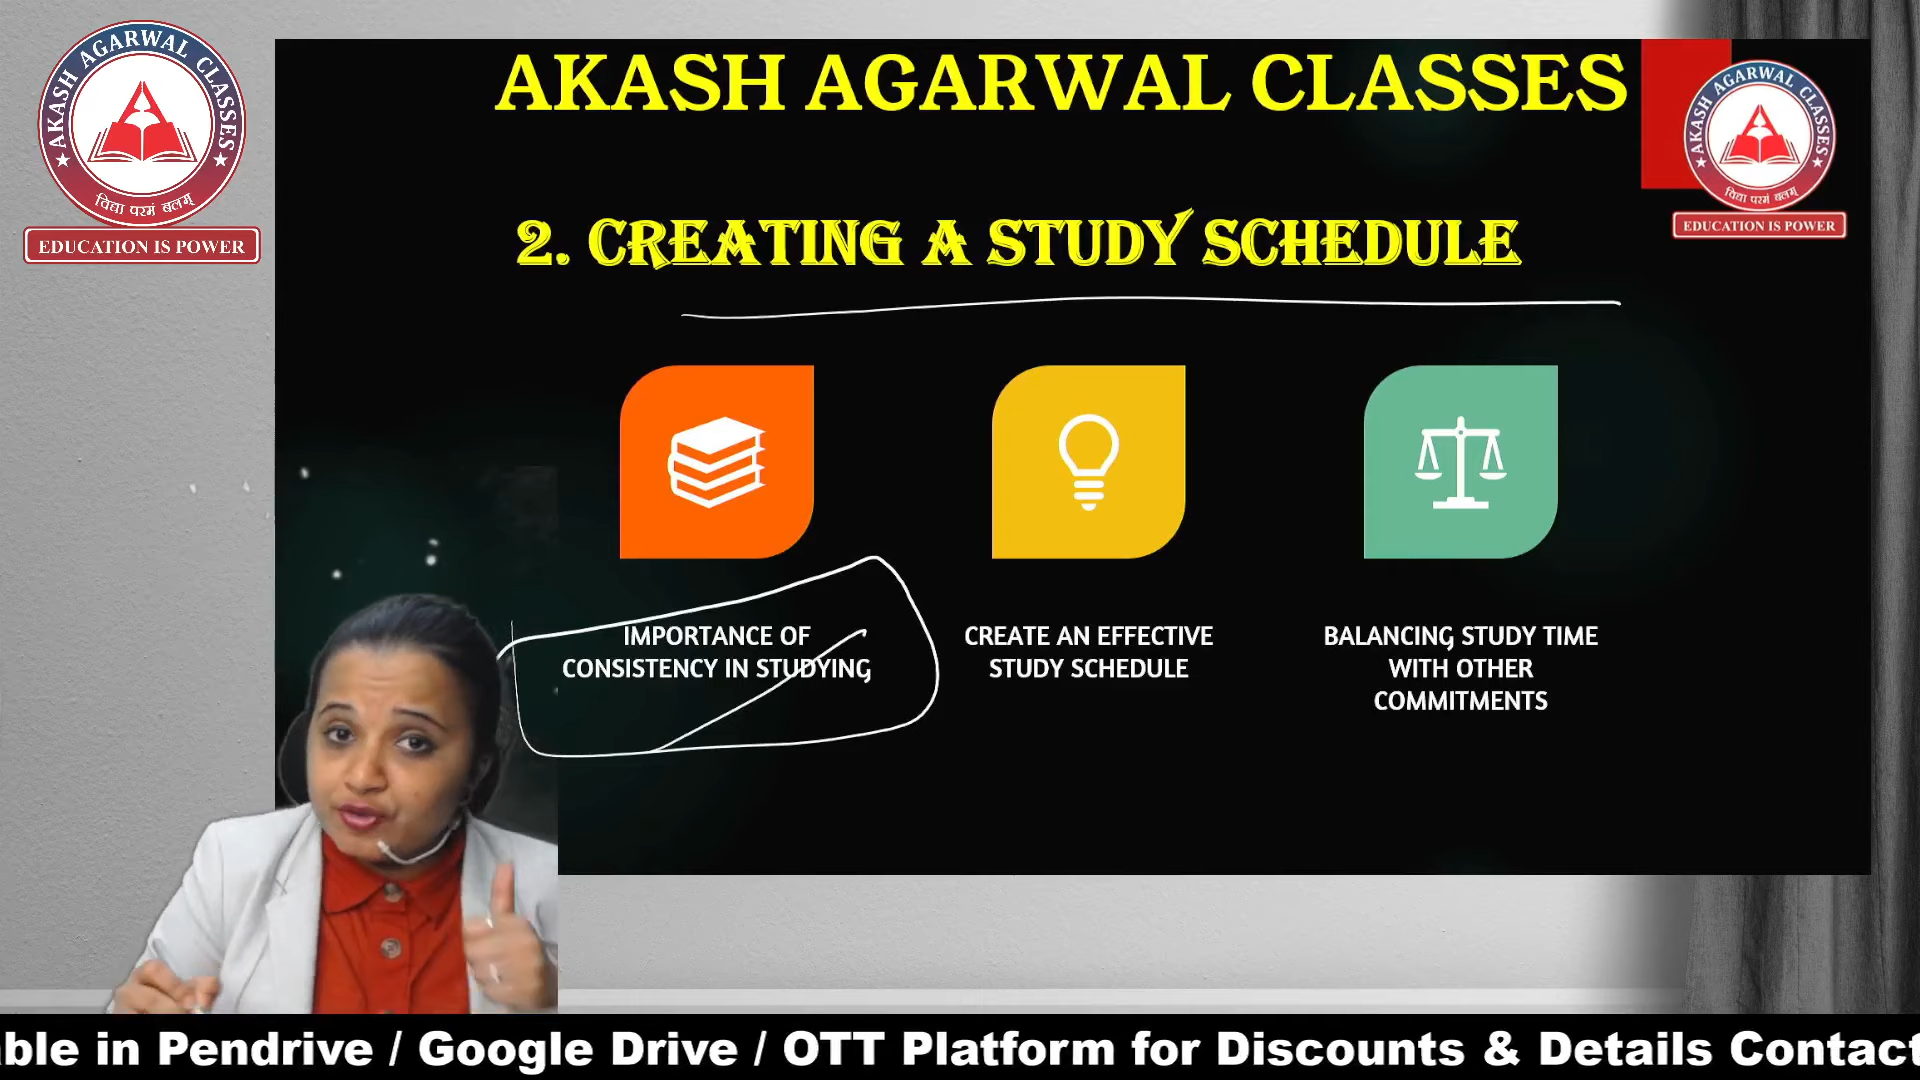 AKASH AGARWAL CLASSES
विद्या परमं बलम्
EDUCATION IS POWER
AKASH AGARWAL CLASSES
AKASH AGARWAL CLASSES
विद्या परमं बलम्
EDUCATION IS POWER
2. CREATING A STUDY SCHEDULE
IMPORTANCE OF
CONSISTENCY IN STUDYING
CREATE AN EFFECTIVE
STUDY SCHEDULE
BALANCING STUDY TIME
WITH OTHER
COMMITMENTS
ble in Pendrive / Google Drive / OTT Platform for Discounts & Details Contact